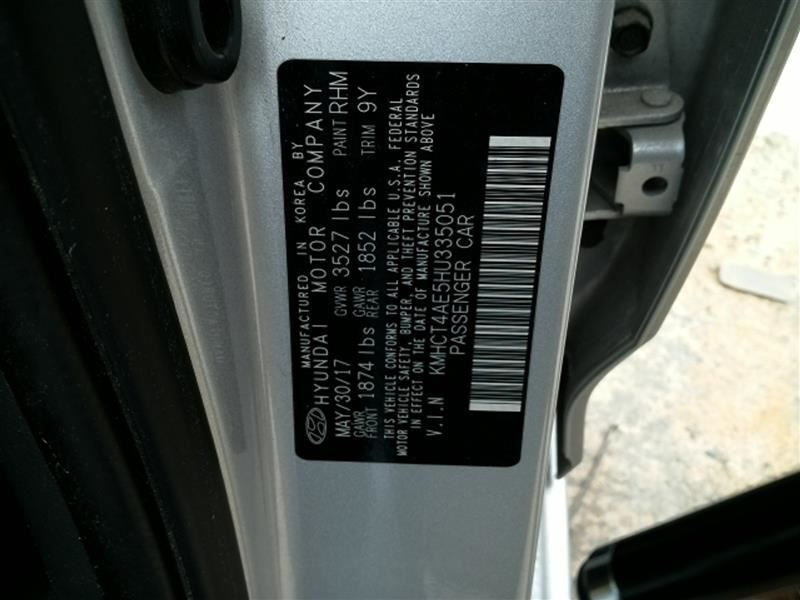 MANUFACTURED IN KOREA BY
HYUNDAI MOTOR COMPANY
MAY/30/17 GVWR 3527 lbs PAINT RHM
GAWR FRONT 1874 lbs GAWR REAR 1852 lbs TRIM 9Y
THIS VEHICLE CONFORMS TO ALL APPLICABLE U.S.A. FEDERAL
MOTOR VEHICLE SAFETY, BUMPER, AND THEFT PREVENTION STANDARDS
IN EFFECT ON THE DATE OF MANUFACTURE SHOWN ABOVE
V.I.N KMHCT4AE5HU335051
PASSENGER CAR